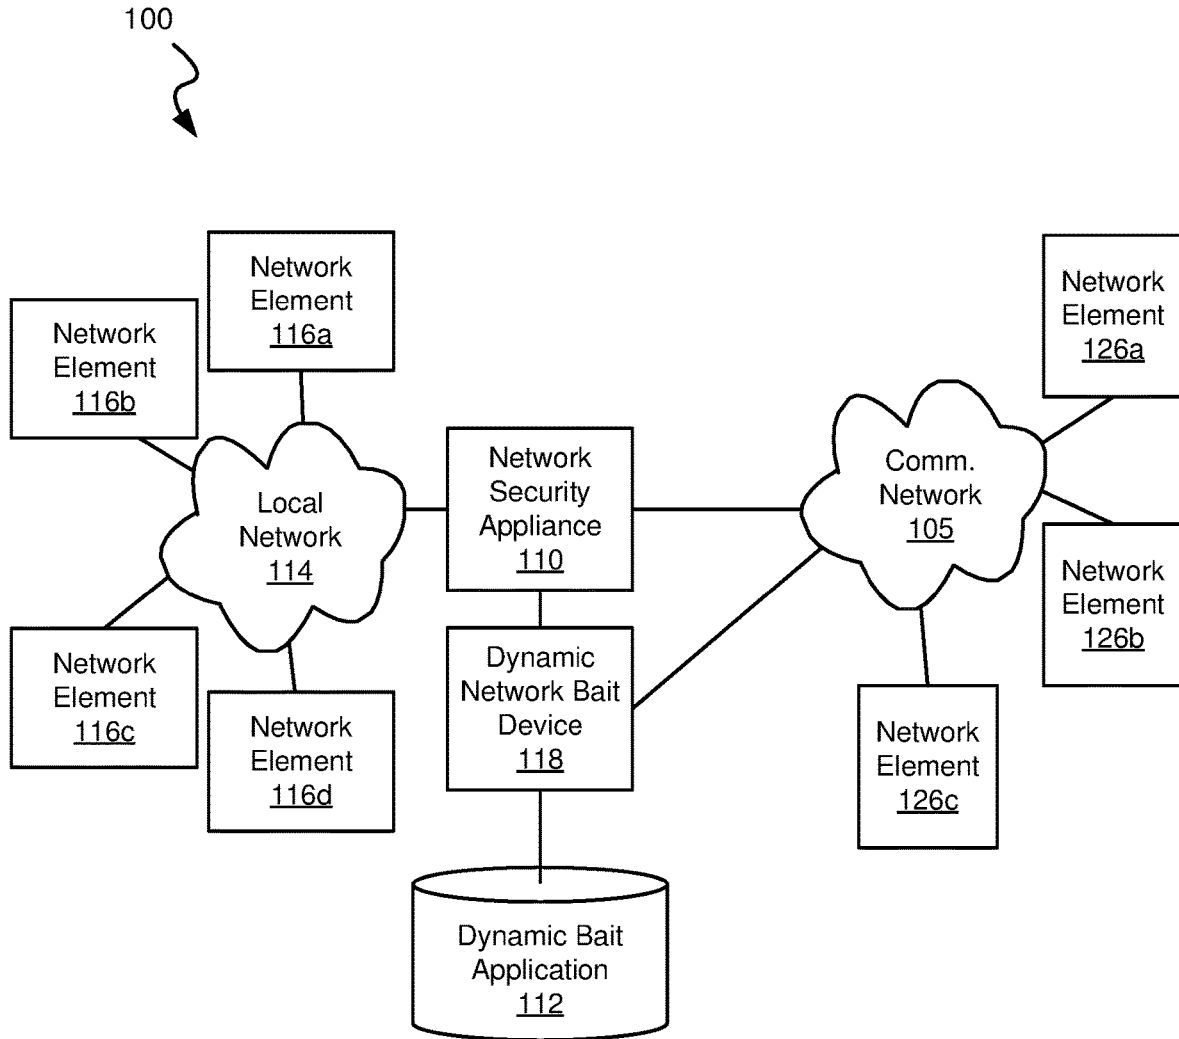 100
Network
Element
116a
Network
Element
116b
Network
Element
126a
Local
Network
114
Network
Security
Appliance
110
Comm.
Network
105
Network
Element
126b
Network
Element
116c
Network
Element
116d
Dynamic
Network Bait
Device
118
Network
Element
126c
Dynamic Bait
Application
112